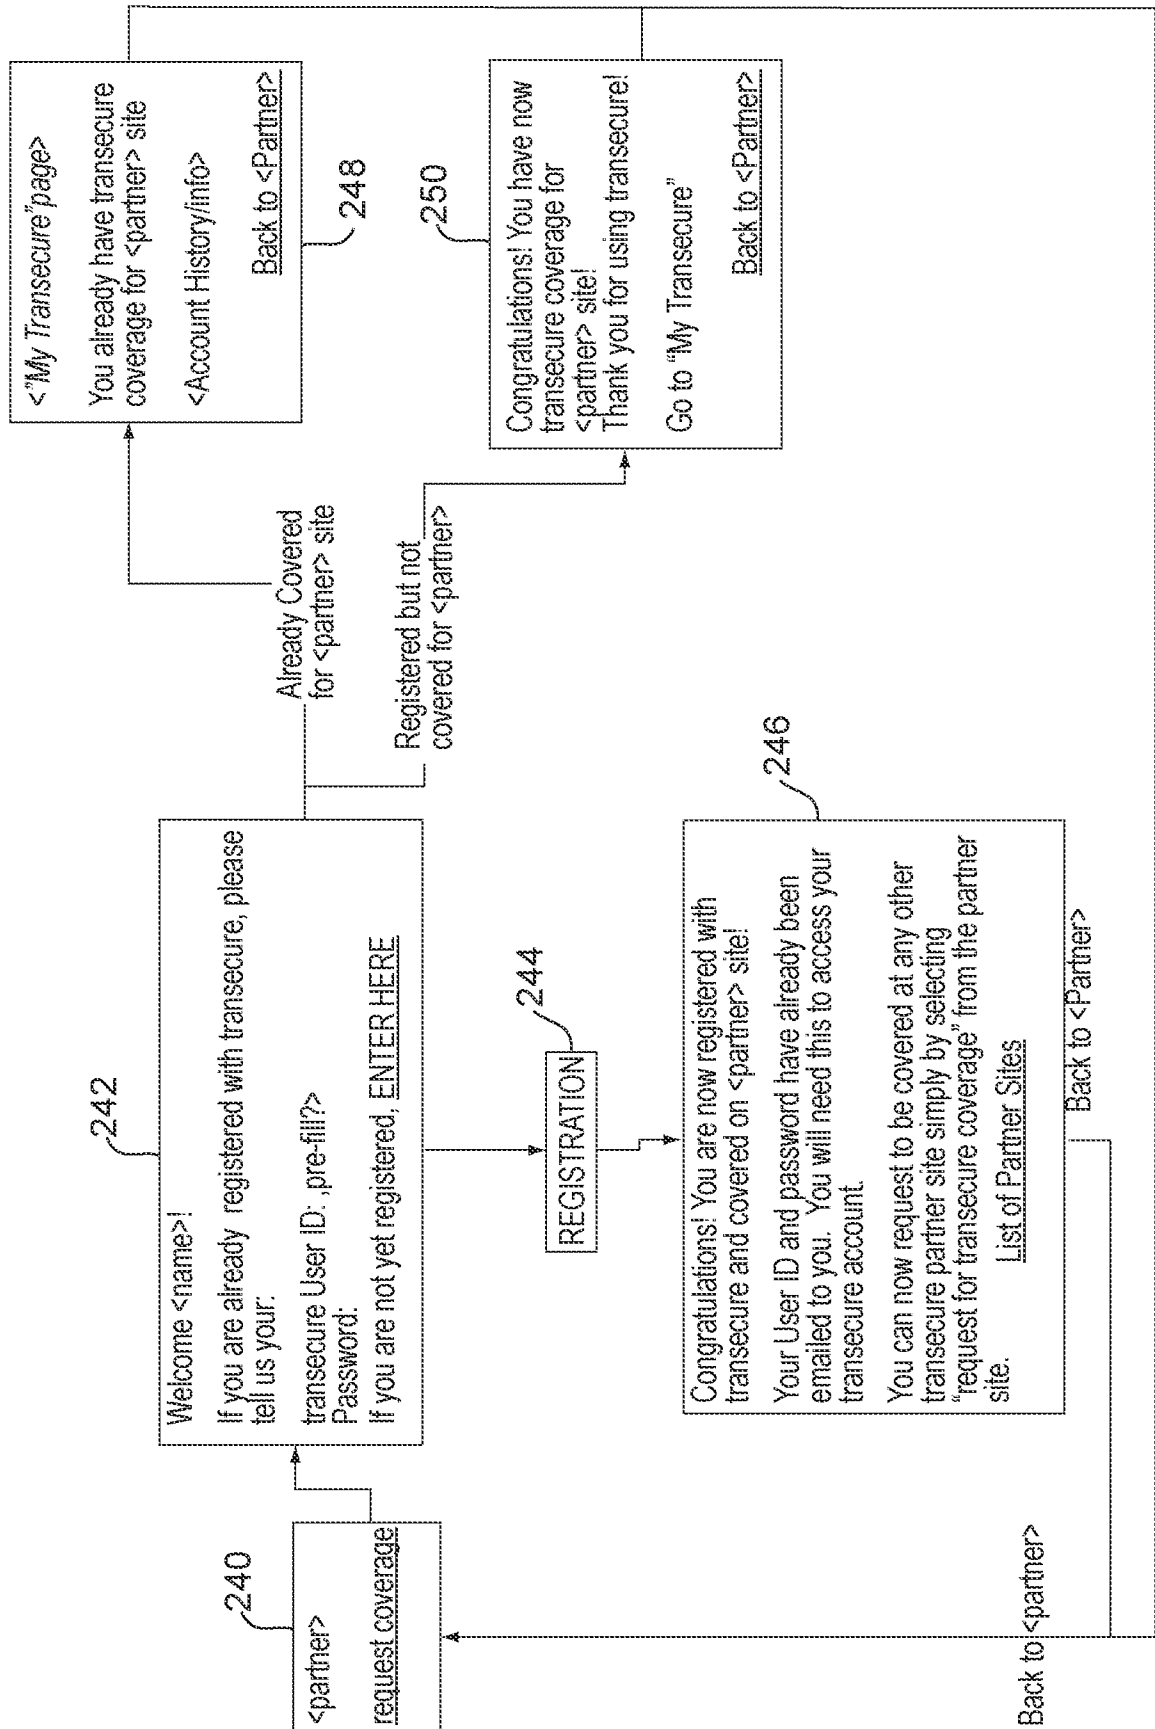 240
<partner>
request coverage
242
Welcome <name>!
If you are already registered with transecure, please
tell us your:
transecure User ID: ,pre-fill?>
Password:
If you are not yet registered, ENTER HERE
244
REGISTRATION
246
Congratulations! You are now registered with
transecure and covered on <partner> site!
Your User ID and password have already been
emailed to you. You will need this to access your
transecure account.
You can now request to be covered at any other
transecure partner site simply by selecting
"request for transecure coverage" from the partner
site.
List of Partner Sites
Back to <Partner>
Back to <partner>
Already Covered
for <partner> site
Registered but not
covered for <partner>
<"My Transecure"page>
You already have transecure
coverage for <partner> site
<Account History/info>
Back to <Partner>
248
250
Congratulations! You have now
transecure coverage for
<partner> site!
Thank you for using transecure!
Go to "My Transecure"
Back to <Partner>